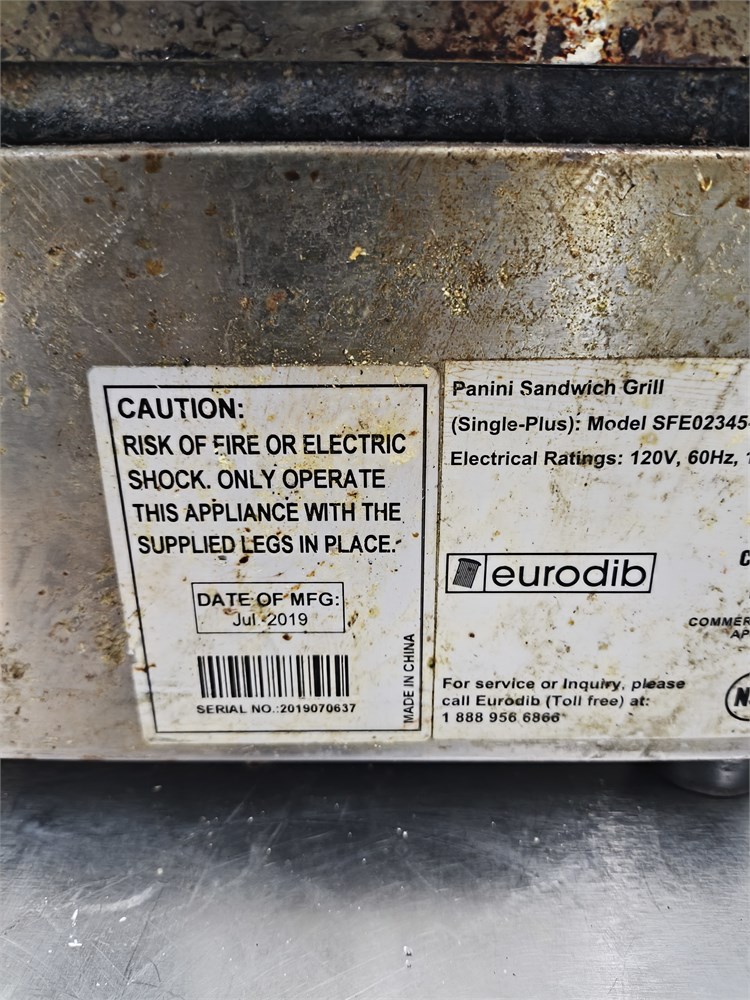 CAUTION:
RISK OF FIRE OR ELECTRIC
SHOCK. ONLY OPERATE
THIS APPLIANCE WITH THE
SUPPLIED LEGS IN PLACE.
DATE OF MFG:
Jul. 2019
SERIAL NO.:2019070637
MADE IN CHINA
Panini Sandwich Grill
(Single-Plus): Model SFE02345-
Electrical Ratings: 120V, 60Hz,
eurodib
For service or Inquiry, please
call Eurodib (Toll free) at:
1 888 956 6866